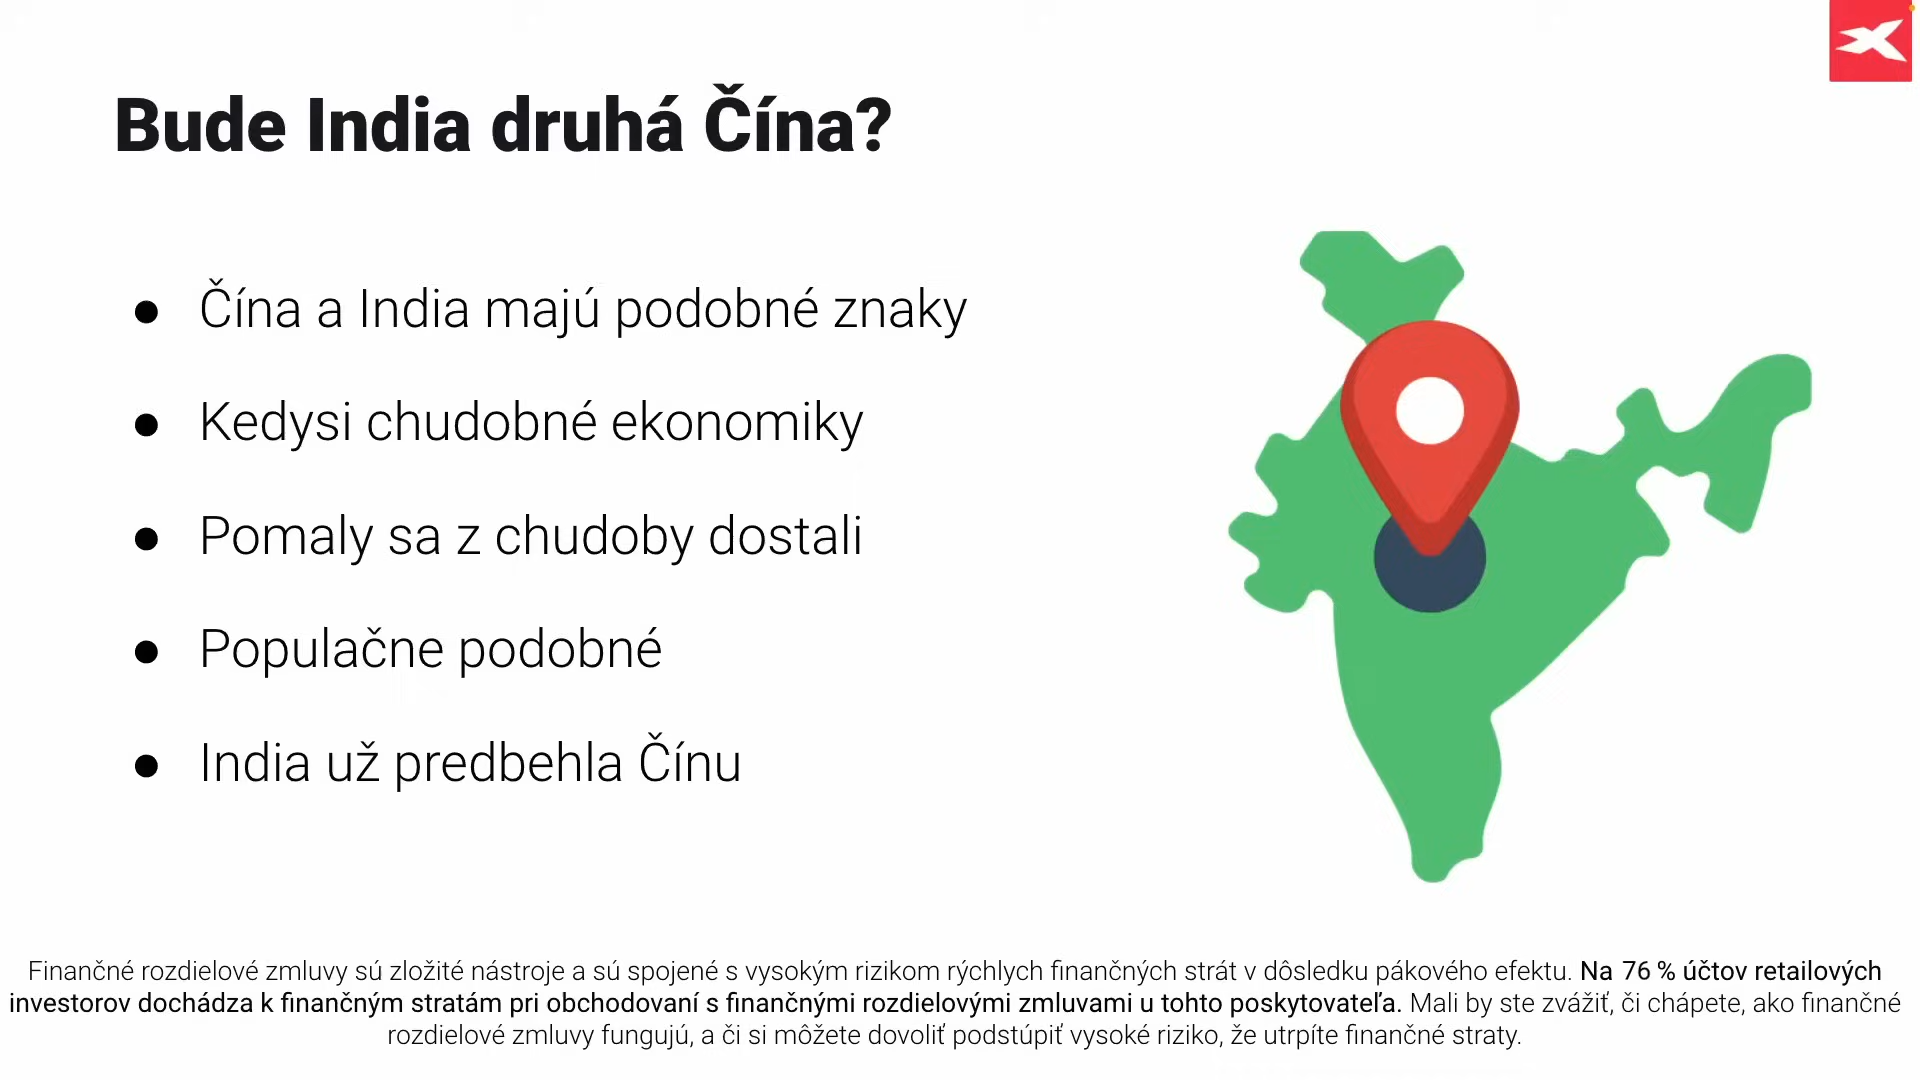 Bude India druhá Čína?
● Čína a India majú podobné znaky
● Kedysi chudobné ekonomiky
● Pomaly sa z chudoby dostali
● Populačne podobné
● India už predbehla Čínu
Finančné rozdielové zmluvy sú zložité nástroje a sú spojené s vysokým rizikom rýchlych finančných strát v dôsledku pákového efektu. Na 76 % účtov retailových
investorov dochádza k finančným stratám pri obchodovaní s finančnými rozdielovými zmluvami u tohto poskytovateľa. Mali by ste zvážiť, či chápete, ako finančné
rozdielové zmluvy fungujú, a či si môžete dovoliť podstúpiť vysoké riziko, že utrpíte finančné straty.